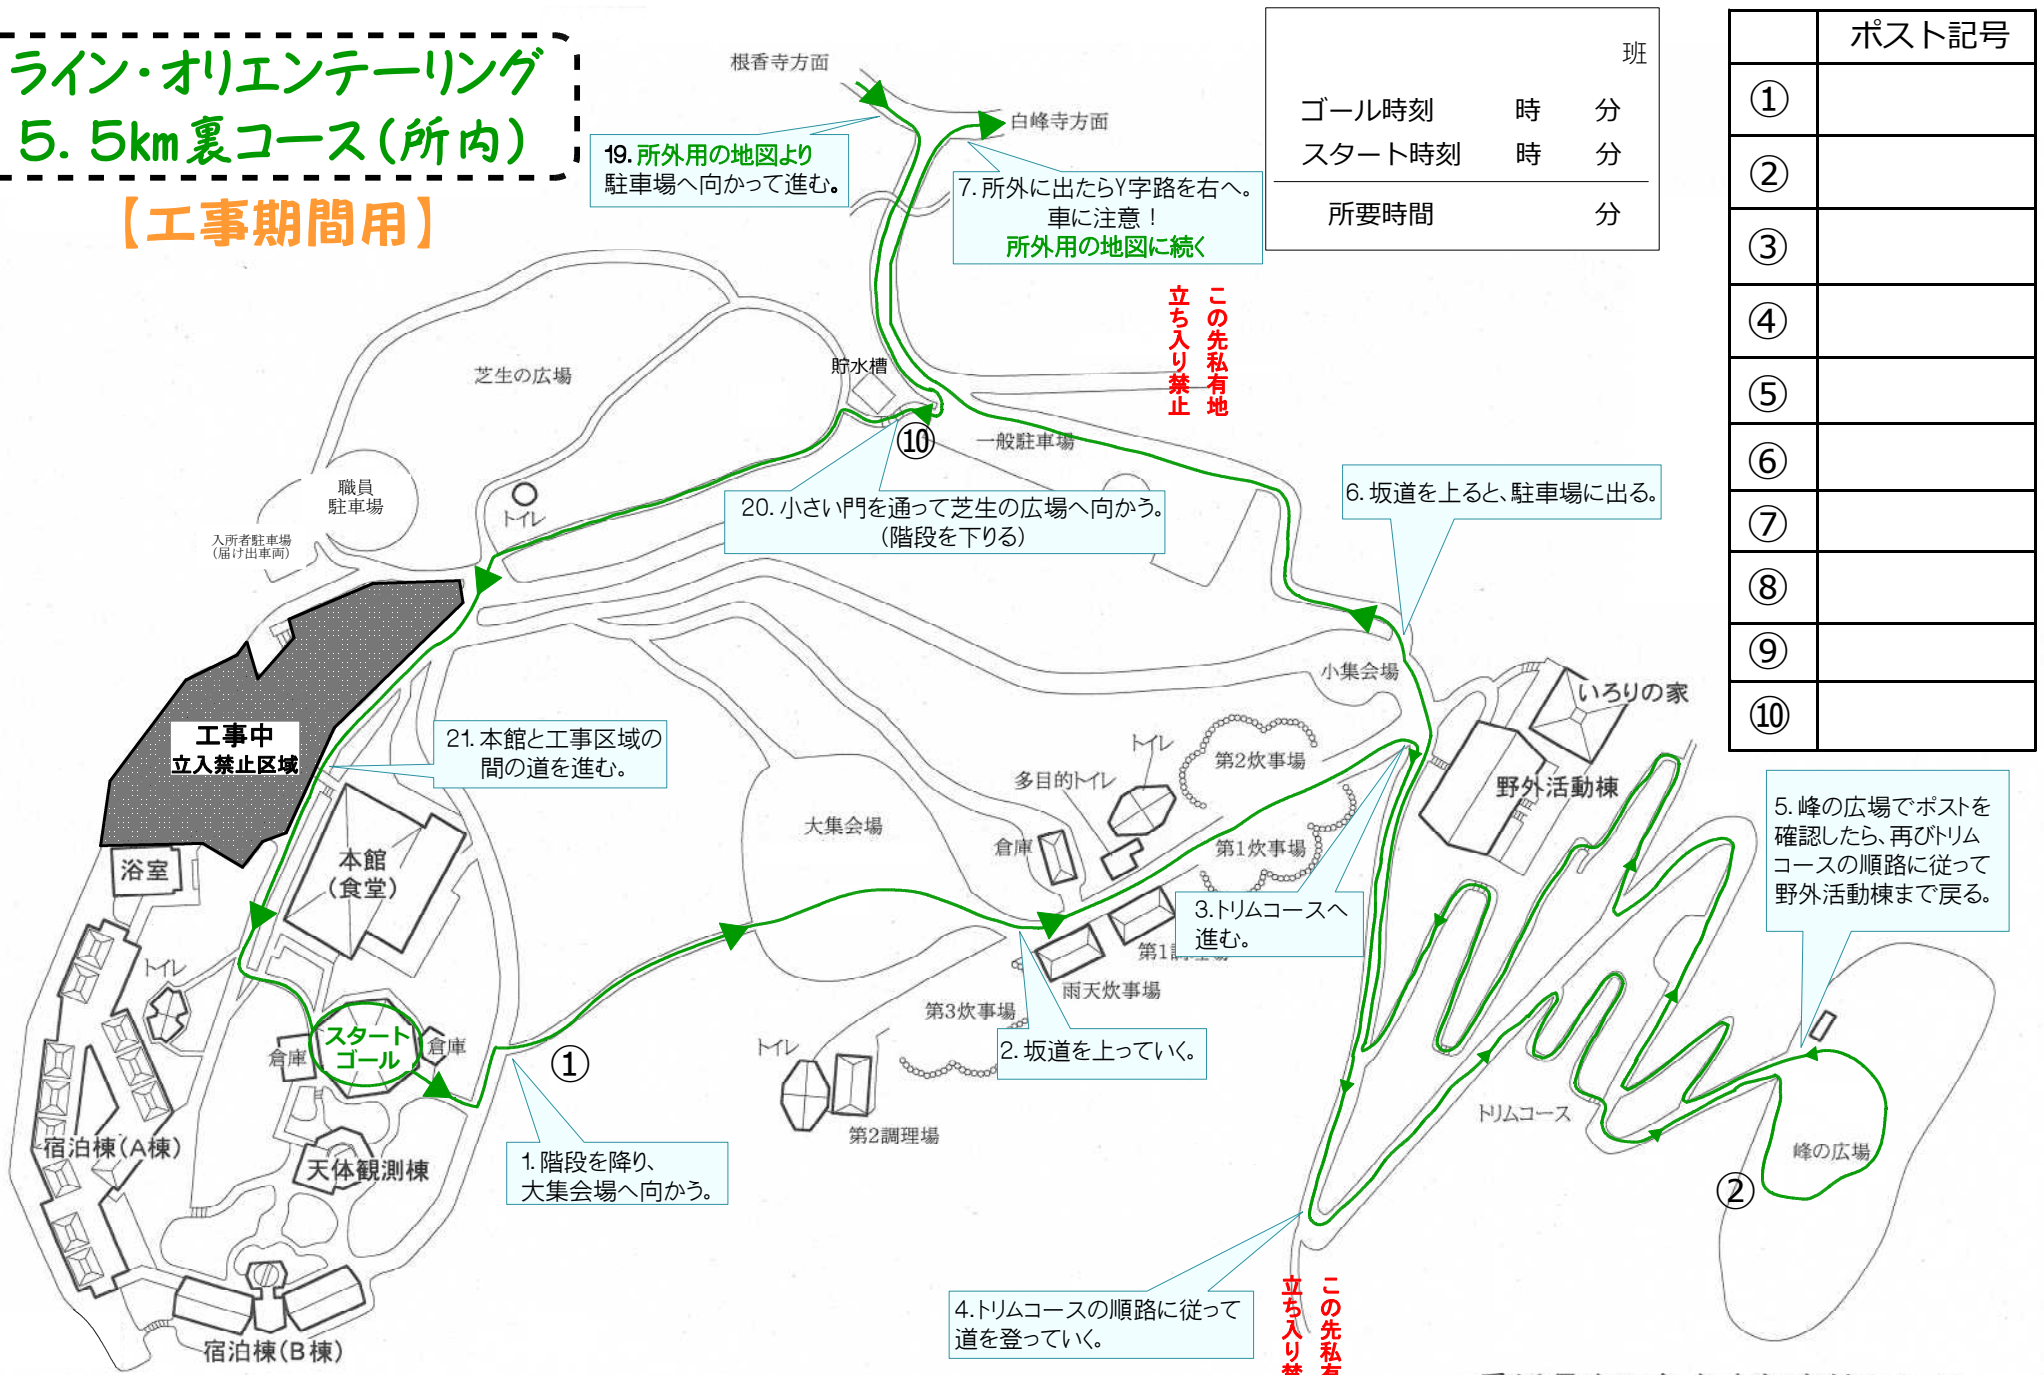 ライン・オリエンテーリング
5.5km裏コース(所内)
【工事期間用】
班
ゴール時刻 時 分
スタート時刻 時 分
所要時間 分
ポスト記号
①
②
③
④
⑤
⑥
⑦
⑧
⑨
⑩
根香寺方面
白峰寺方面
19.所外用の地図より
駐車場へ向かって進む。
7.所外に出たらY字路を右へ。
車に注意！
所外用の地図に続く
この先私有地
立ち入り禁止
貯水槽
芝生の広場
⑩
一般駐車場
職員
駐車場
トイレ
入所者駐車場
(届け出車両)
20.小さい門を通って芝生の広場へ向かう。
(階段を下りる)
6.坂道を上ると、駐車場に出る。
小集会場
いろりの家
野外活動棟
工事中
立入禁止区域
21.本館と工事区域の
間の道を進む。
トイレ
多目的トイレ
第2炊事場
倉庫
第1炊事場
大集会場
浴室
本館
(食堂)
3.トリムコースへ
進む。
5.峰の広場でポストを
確認したら、再びトリム
コースの順路に従って
野外活動棟まで戻る。
第1調理場
雨天炊事場
第3炊事場
2.坂道を上っていく。
トイレ
スタート
ゴール
倉庫
倉庫
①
トイレ
第2調理場
トリムコース
峰の広場
②
宿泊棟(A棟)
天体観測棟
1.階段を降り、
大集会場へ向かう。
4.トリムコースの順路に従って
道を登っていく。
この先私有
立ち入り禁
宿泊棟(B棟)